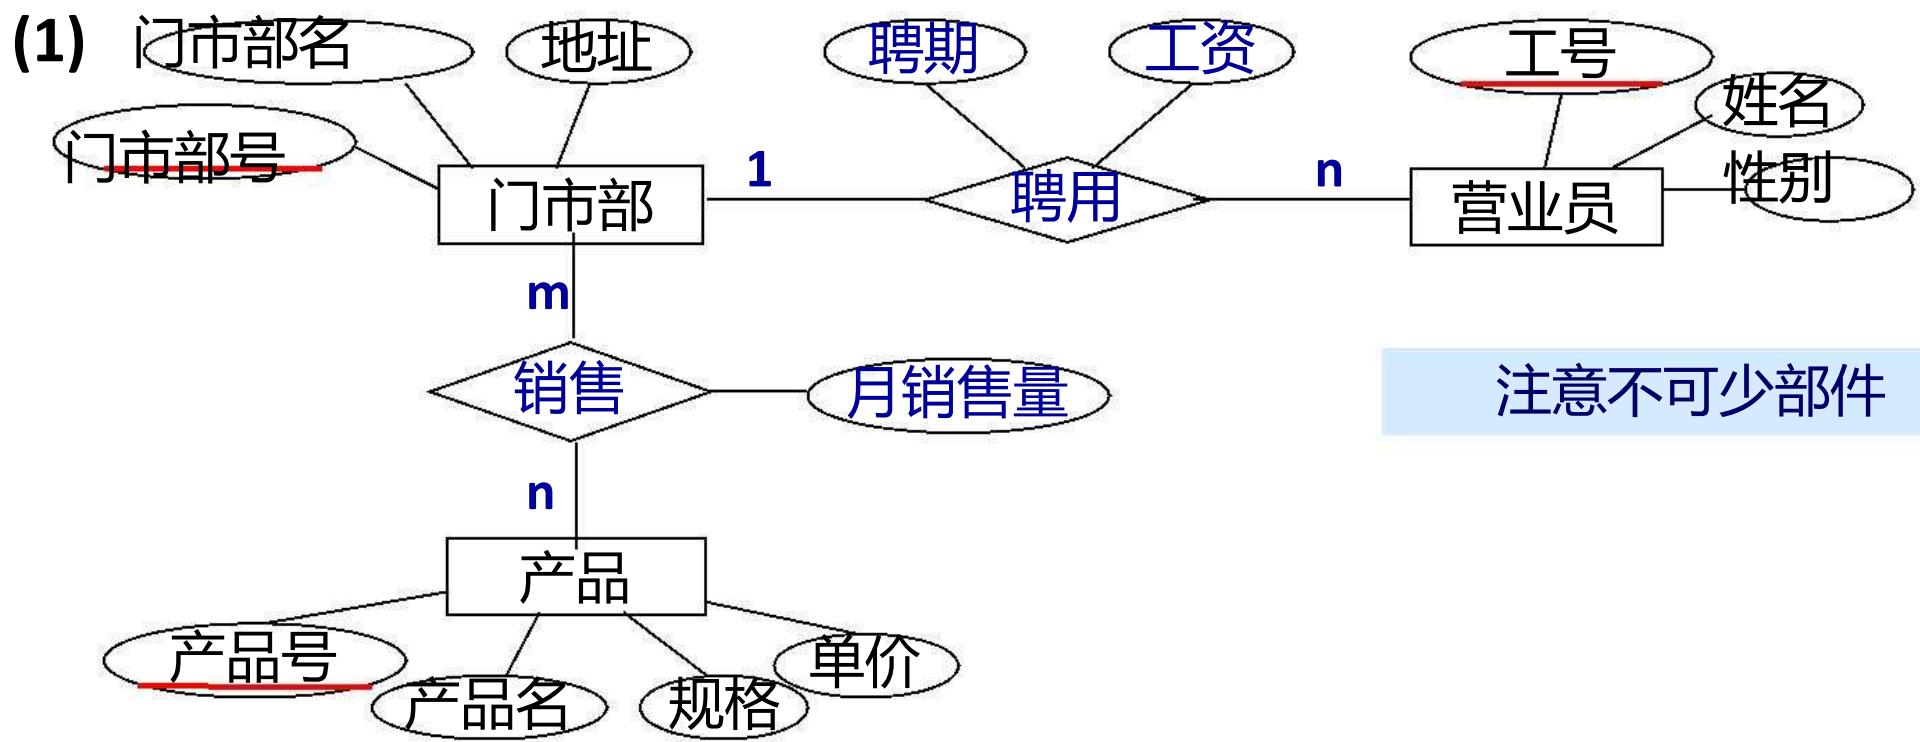 (1)
门市部名
地址
聘期
工资
工号
姓名
门市部号
性别
门市部
1
聘用
n
营业员
m
销售
月销售量
注意不可少部件
n
产品
产品号
产品名
规格
单价